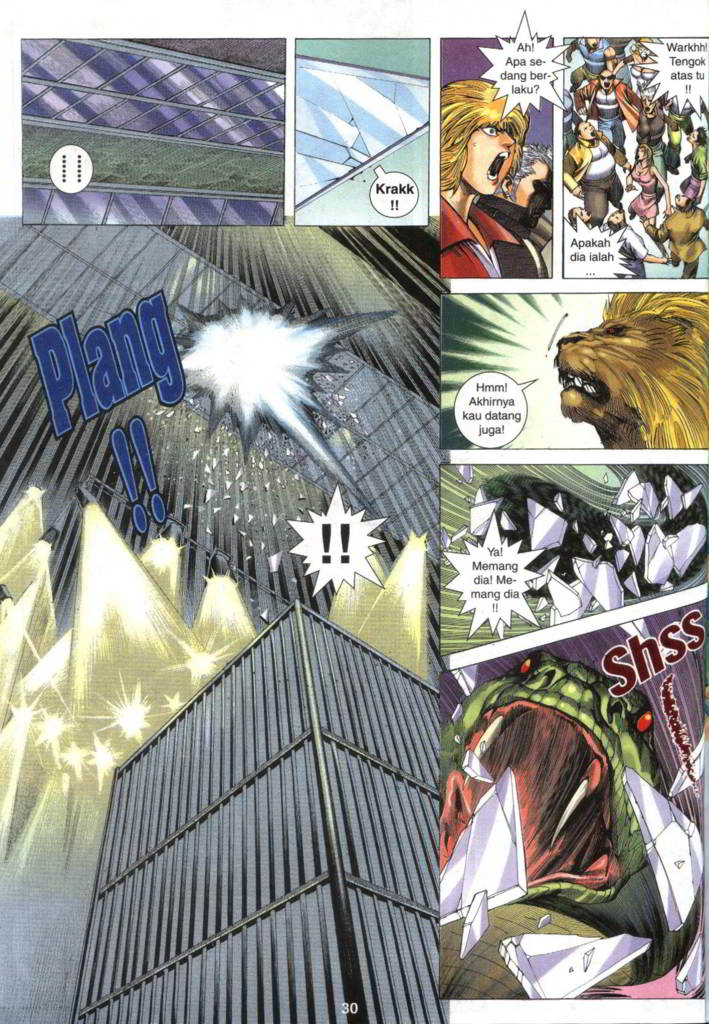 Krakk
!!
Ah!
Apa se-
dang ber-
laku?
Warkhh!
Tengok
atas tu
!!
Apakah
dia ialah
...
Plang
!!
!!
Hmm!
Akhirnya
kau datang
juga!
Ya!
Memang
dia! Me-
mang dia
!!
Shss
30